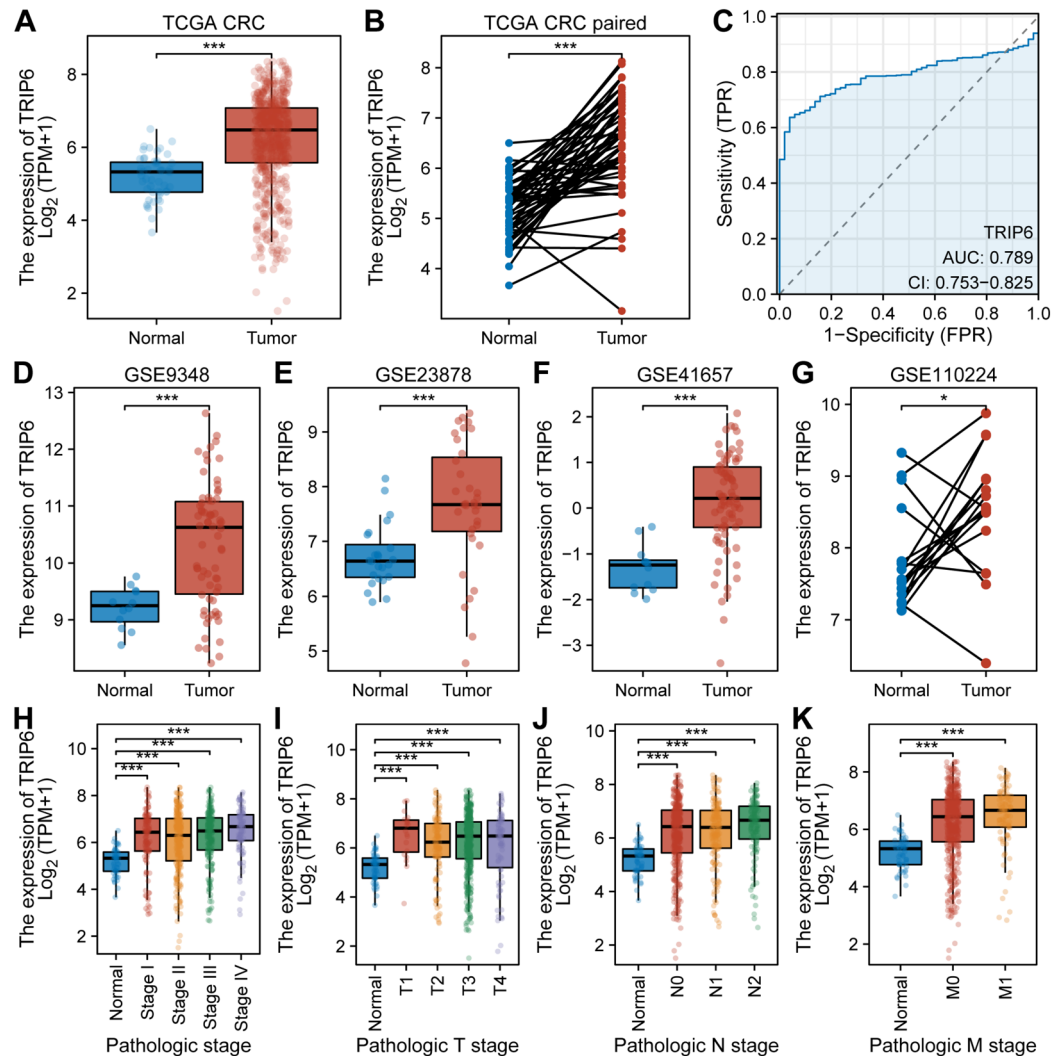 A
TCGA CRC
The expression of TRIP6
Log2 (TPM+1)
***
8
6
4
2
Normal
Tumor
B
TCGA CRC paired
The expression of TRIP6
Log2 (TPM+1)
***
8
7
6
5
4
Normal
Tumor
C
Sensitivity (TPR)
1.0
0.8
0.6
0.4
0.2
0.0
TRIP6
AUC: 0.789
CI: 0.753−0.825
0.0
0.2
0.4
0.6
0.8
1.0
1−Specificity (FPR)
D
GSE9348
The expression of TRIP6
***
13
12
11
10
9
Normal
Tumor
E
GSE23878
The expression of TRIP6
***
9
8
7
6
5
Normal
Tumor
F
GSE41657
The expression of TRIP6
***
2
1
0
−1
−2
−3
Normal
Tumor
G
GSE110224
The expression of TRIP6
*
10
9
8
7
Normal
Tumor
H
The expression of TRIP6
Log2 (TPM+1)
***
***
***
***
10
8
6
4
2
Normal
Stage I
Stage II
Stage III
Stage IV
Pathologic stage
I
The expression of TRIP6
Log2 (TPM+1)
***
***
***
***
10
8
6
4
2
Normal
T1
T2
T3
T4
Pathologic T stage
J
The expression of TRIP6
Log2 (TPM+1)
***
***
***
10
8
6
4
2
Normal
N0
N1
N2
Pathologic N stage
K
The expression of TRIP6
Log2 (TPM+1)
***
***
10
8
6
4
2
Normal
M0
M1
Pathologic M stage